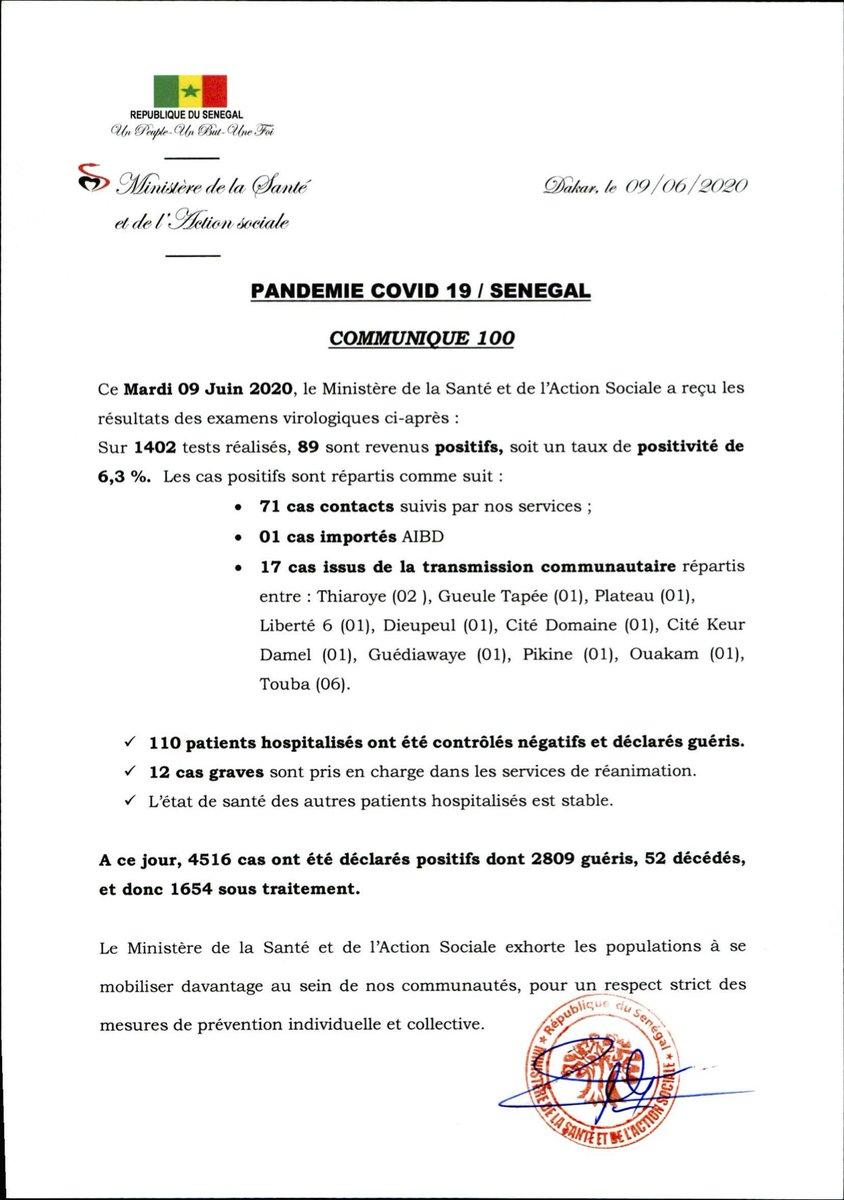 REPUBLIQUE DU SENEGAL
Un Peuple-Un But-Une Foi
Ministère de la Santé
et de l'Action sociale
Dakar, le 09/06/2020
PANDEMIE COVID 19 / SENEGAL
COMMUNIQUE 100
Ce Mardi 09 Juin 2020, le Ministère de la Santé et de l'Action Sociale a reçu les
résultats des examens virologiques ci-après :
Sur 1402 tests réalisés, 89 sont revenus positifs, soit un taux de positivité de
6,3 %. Les cas positifs sont répartis comme suit :
• 71 cas contacts suivis par nos services ;
• 01 cas importés AIBD
• 17 cas issus de la transmission communautaire répartis
entre : Thiaroye (02 ), Gueule Tapée (01), Plateau (01),
Liberté 6 (01), Dieupeul (01), Cité Domaine (01), Cité Keur
Damel (01), Guédiawaye (01), Pikine (01), Ouakam (01),
Touba (06).
✓ 110 patients hospitalisés ont été contrôlés négatifs et déclarés guéris.
✓ 12 cas graves sont pris en charge dans les services de réanimation.
✓ L'état de santé des autres patients hospitalisés est stable.
A ce jour, 4516 cas ont été déclarés positifs dont 2809 guéris, 52 décédés,
et donc 1654 sous traitement.
Le Ministère de la Santé et de l'Action Sociale exhorte les populations à se
mobiliser davantage au sein de nos communautés, pour un respect strict des
mesures de prévention individuelle et collective.
République du Sénégal
MINISTÈRE DE LA SANTÉ ET DE L'ACTION SOCIALE